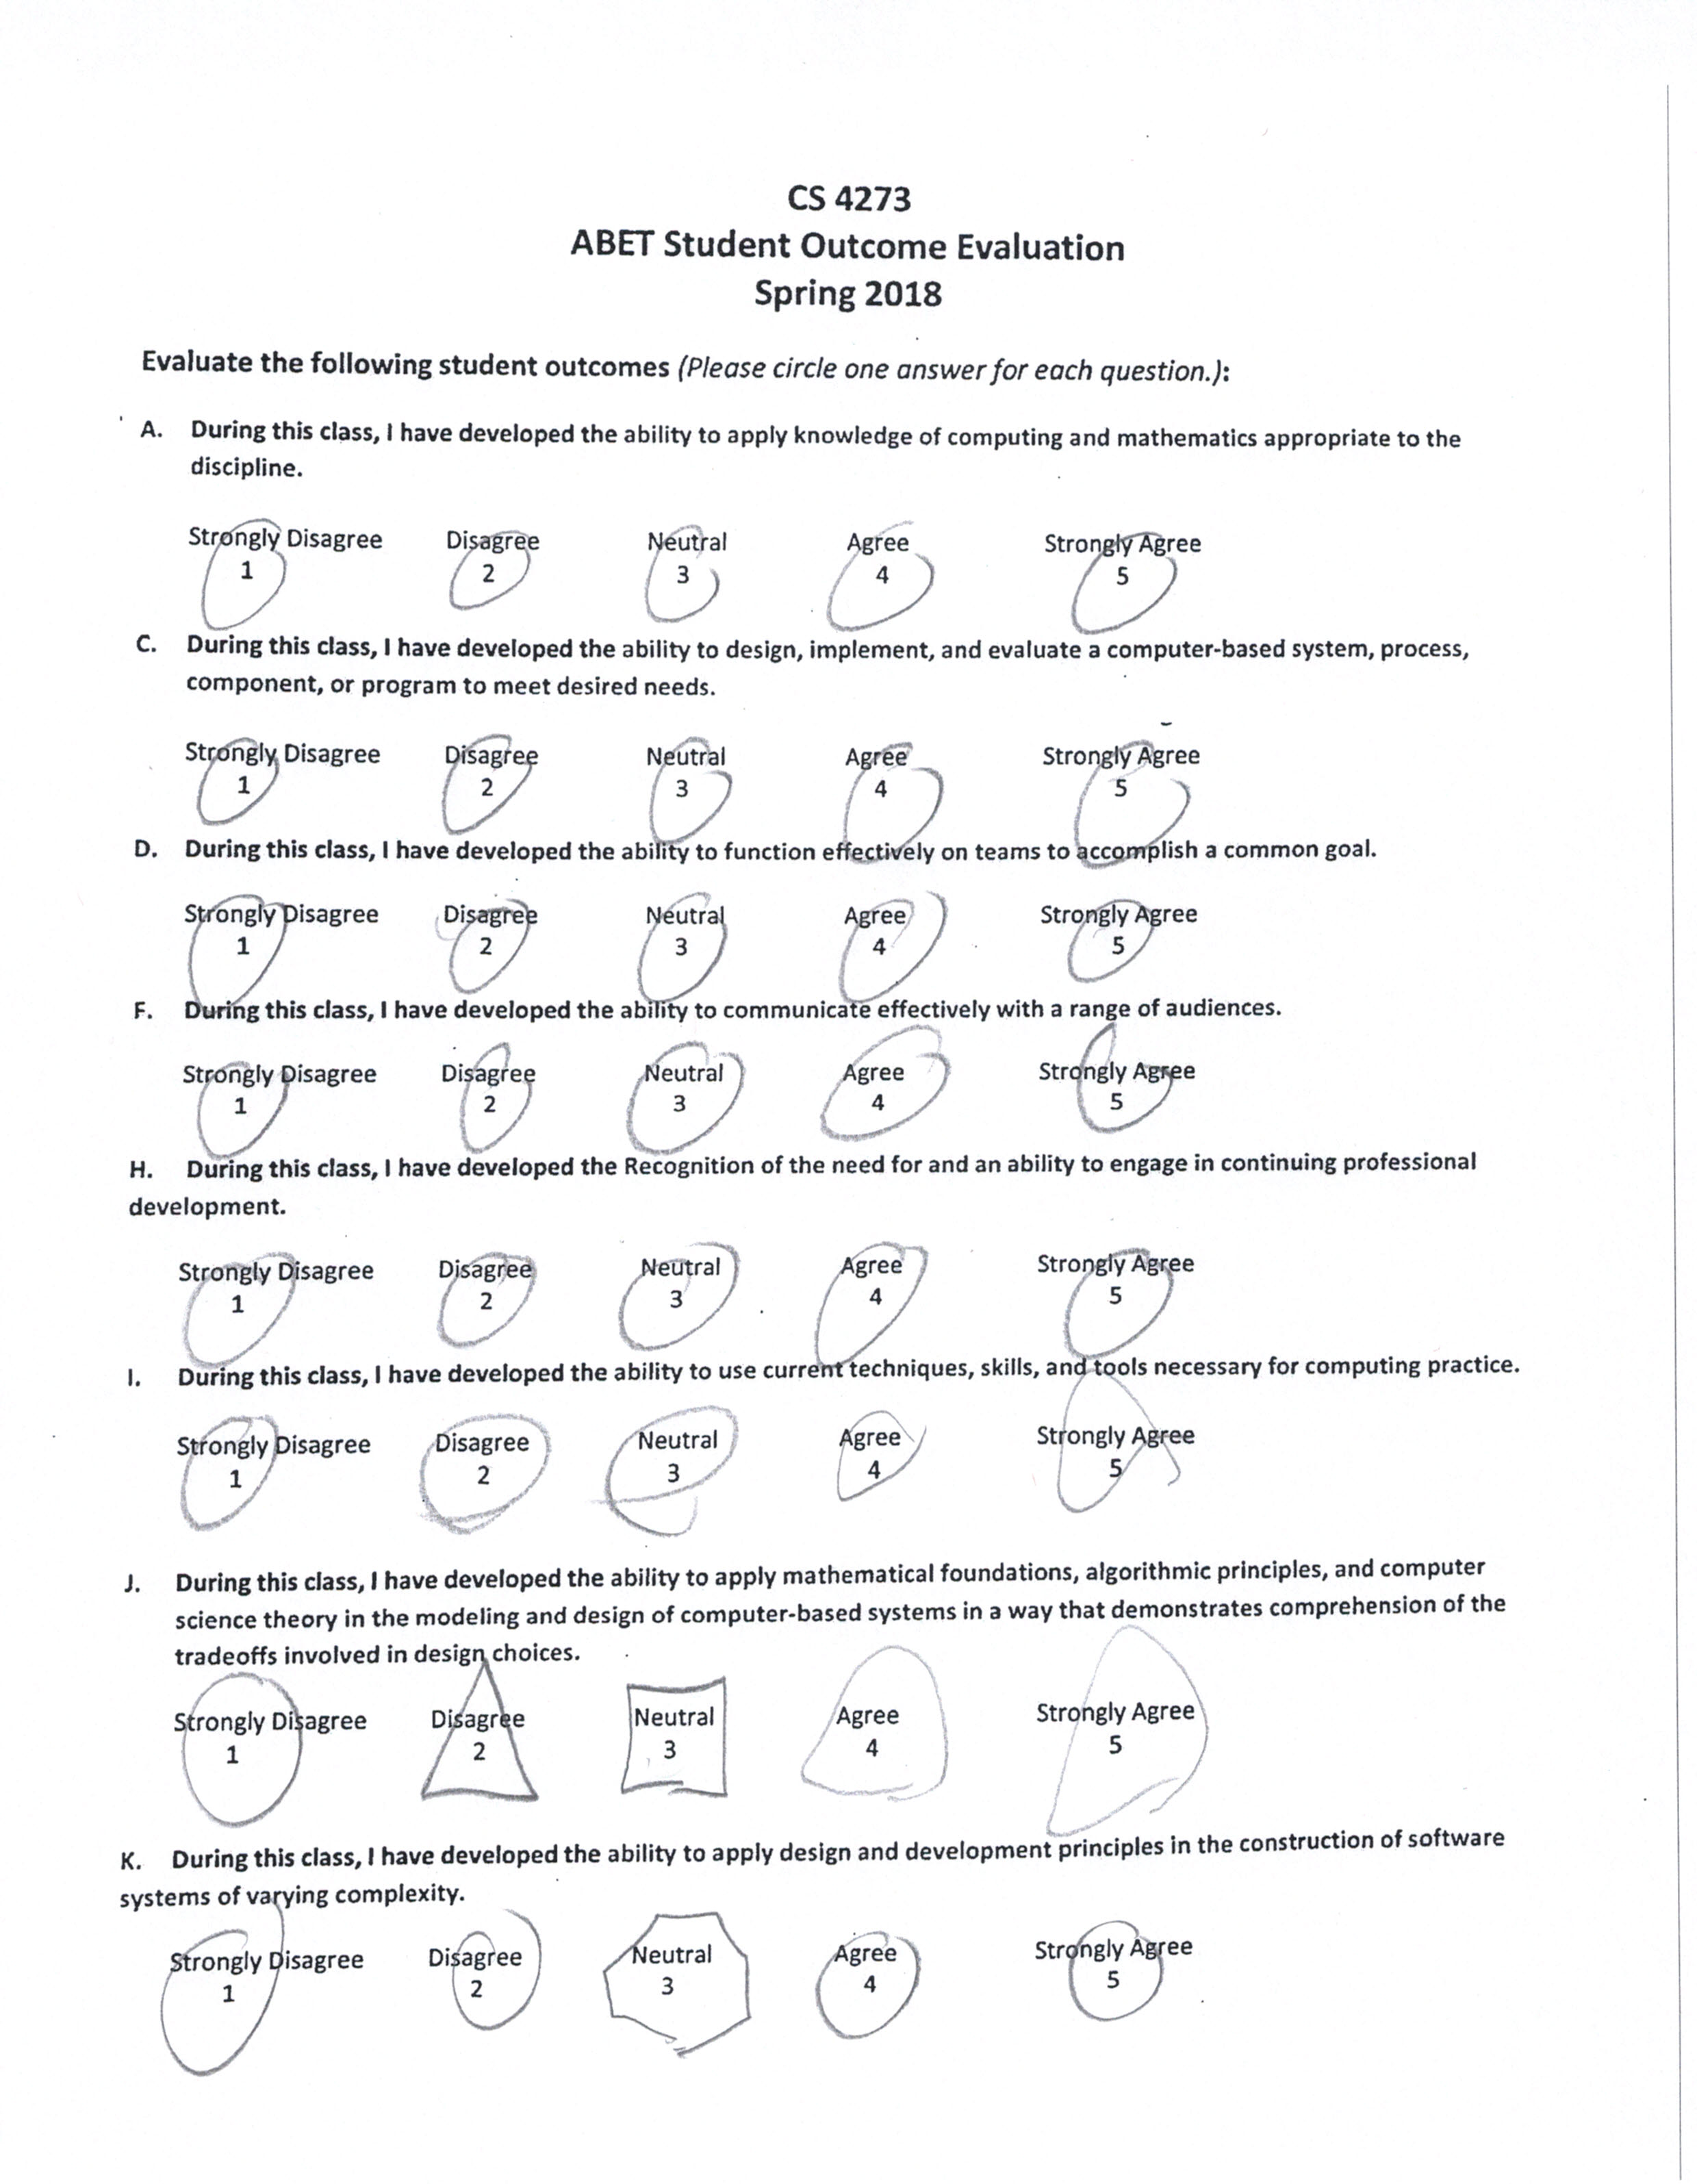 CS 4273
ABET Student Outcome Evaluation
Spring 2018
Evaluate the following student outcomes (Please circle one answer for each question.):
A. During this class, I have developed the ability to apply knowledge of computing and mathematics appropriate to the
discipline.
Strongly Disagree Disagree Neutral Agree Strongly Agree
1 2 3 4 5
C. During this class, I have developed the ability to design, implement, and evaluate a computer-based system, process,
component, or program to meet desired needs.
Strongly Disagree Disagree Neutral Agree Strongly Agree
1 2 3 4 5
D. During this class, I have developed the ability to function effectively on teams to accomplish a common goal.
Strongly Disagree Disagree Neutral Agree Strongly Agree
1 2 3 4 5
F. During this class, I have developed the ability to communicate effectively with a range of audiences.
Strongly Disagree Disagree Neutral Agree Strongly Agree
1 2 3 4 5
H. During this class, I have developed the Recognition of the need for and an ability to engage in continuing professional
development.
Strongly Disagree Disagree Neutral Agree Strongly Agree
1 2 3 4 5
I. During this class, I have developed the ability to use current techniques, skills, and tools necessary for computing practice.
Strongly Disagree Disagree Neutral Agree Strongly Agree
1 2 3 4 5
J. During this class, I have developed the ability to apply mathematical foundations, algorithmic principles, and computer
science theory in the modeling and design of computer-based systems in a way that demonstrates comprehension of the
tradeoffs involved in design choices.
Strongly Disagree Disagree Neutral Agree Strongly Agree
1 2 3 4 5
K. During this class, I have developed the ability to apply design and development principles in the construction of software
systems of varying complexity.
Strongly Disagree Disagree Neutral Agree Strongly Agree
1 2 3 4 5